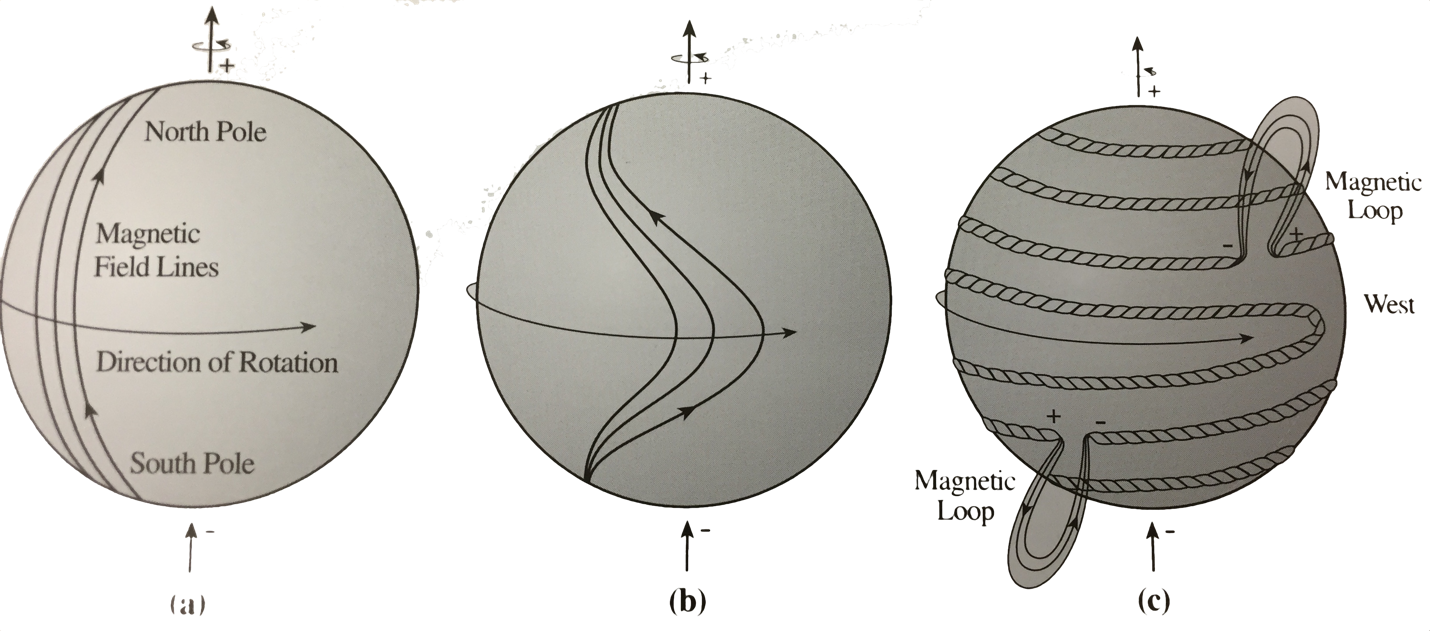 +
North Pole
Magnetic
Field Lines
Direction of Rotation
South Pole
-
(a)
+
-
(b)
+
Magnetic
Loop
-
+
West
+
-
Magnetic
Loop
-
(c)